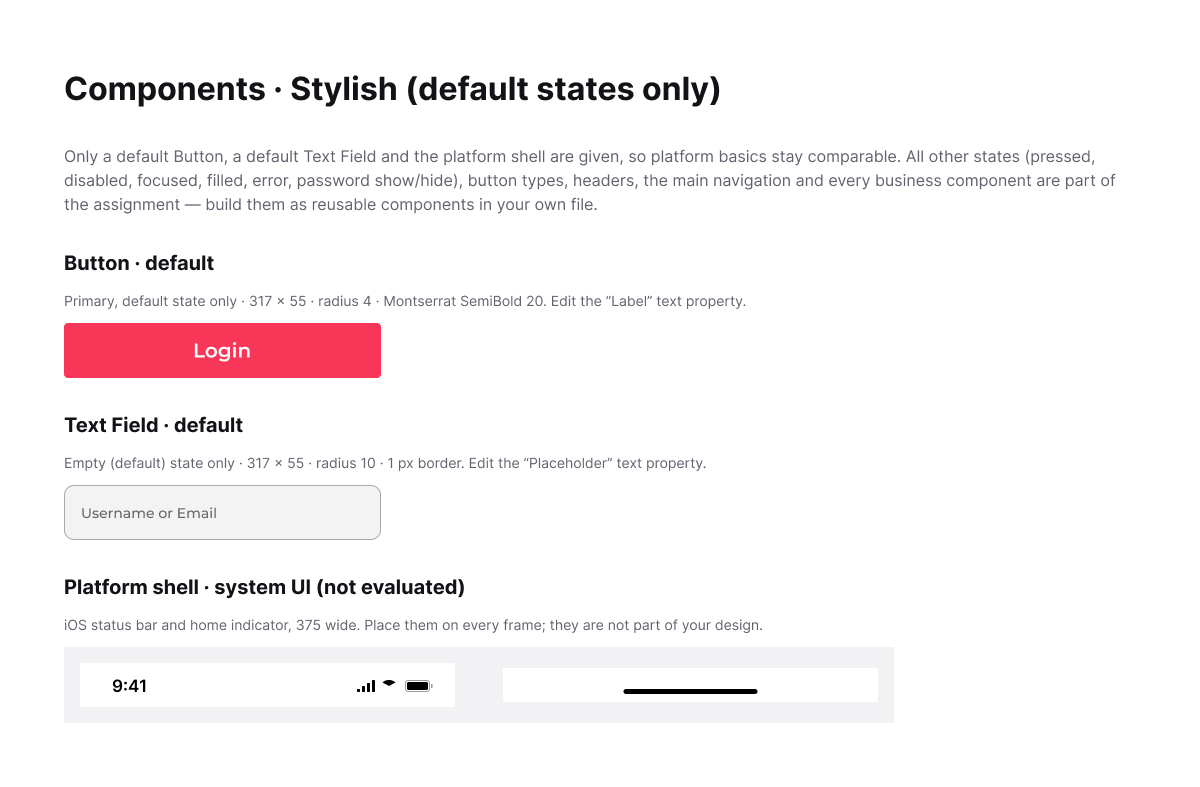 Components · Stylish (default states only)
Only a default Button, a default Text Field and the platform shell are given, so platform basics stay comparable. All other states (pressed,
disabled, focused, filled, error, password show/hide), button types, headers, the main navigation and every business component are part of
the assignment — build them as reusable components in your own file.
Button · default
Primary, default state only · 317 × 55 · radius 4 · Montserrat SemiBold 20. Edit the “Label” text property.
Login
Text Field · default
Empty (default) state only · 317 × 55 · radius 10 · 1 px border. Edit the “Placeholder” text property.
Username or Email
Platform shell · system UI (not evaluated)
iOS status bar and home indicator, 375 wide. Place them on every frame; they are not part of your design.
9:41